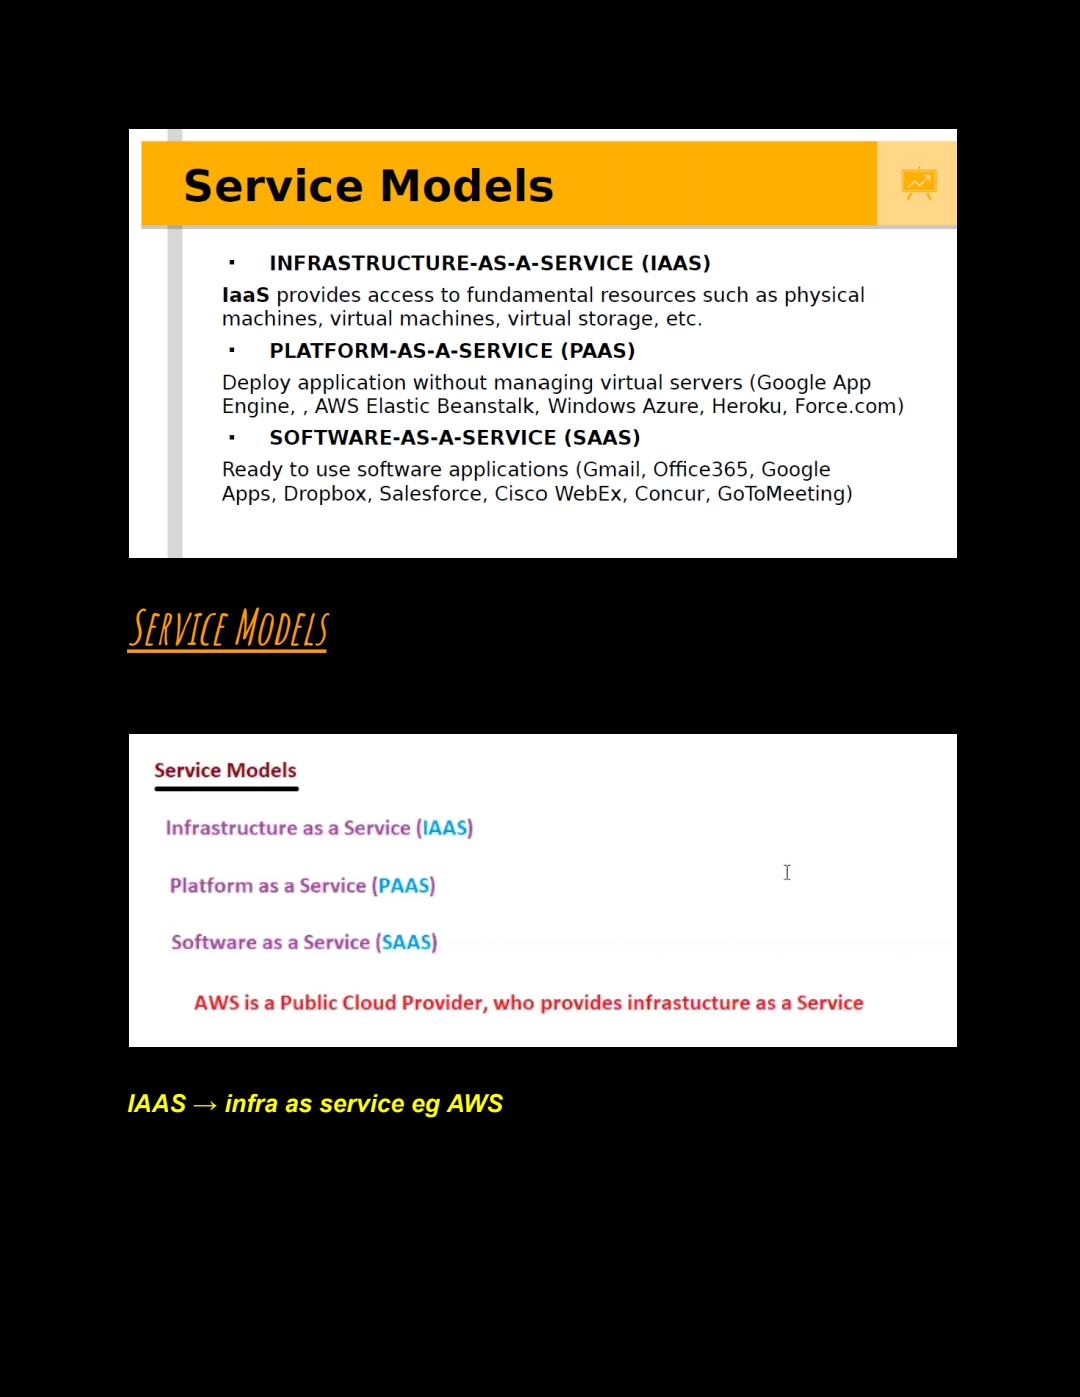 Service Models
▪ INFRASTRUCTURE-AS-A-SERVICE (IAAS)
IaaS provides access to fundamental resources such as physical
machines, virtual machines, virtual storage, etc.
▪ PLATFORM-AS-A-SERVICE (PAAS)
Deploy application without managing virtual servers (Google App
Engine, , AWS Elastic Beanstalk, Windows Azure, Heroku, Force.com)
▪ SOFTWARE-AS-A-SERVICE (SAAS)
Ready to use software applications (Gmail, Office365, Google
Apps, Dropbox, Salesforce, Cisco WebEx, Concur, GoToMeeting)
SERVICE MODELS
Service Models
Infrastructure as a Service (IAAS)
Platform as a Service (PAAS)
Software as a Service (SAAS)
AWS is a Public Cloud Provider, who provides infrastucture as a Service
IAAS → infra as service eg AWS